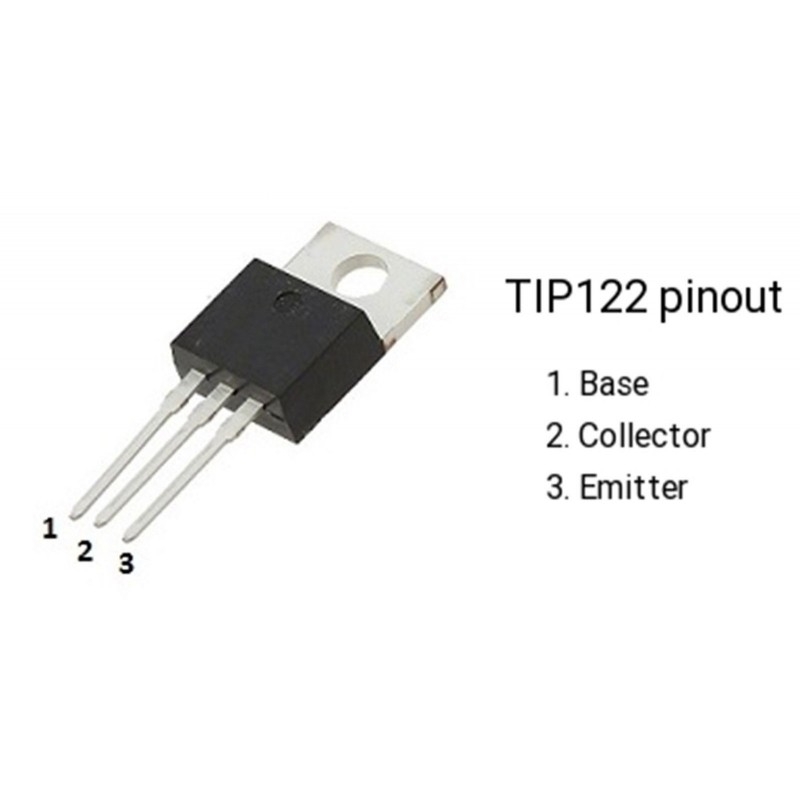 TIP122 pinout
1. Base
2. Collector
3. Emitter
1
2
3